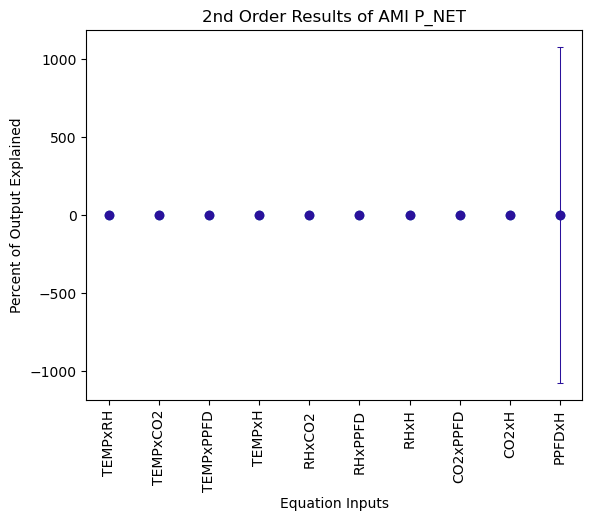 2nd Order Results of AMI P_NET
Percent of Output Explained
1000
500
0
−500
−1000
TEMPxRH
TEMPxCO2
TEMPxPPFD
TEMPxH
RHxCO2
RHxPPFD
RHxH
CO2xPPFD
CO2xH
PPFDxH
Equation Inputs